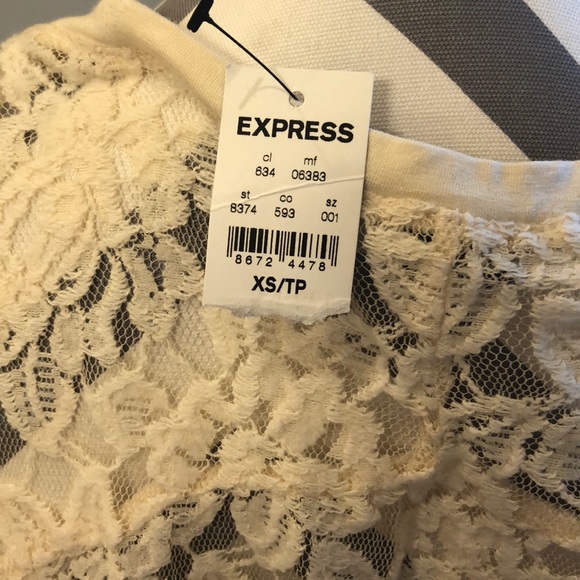 EXPRESS
cl mf
634 06383
st co sz
8374 593 001
8672 4478
XS/TP